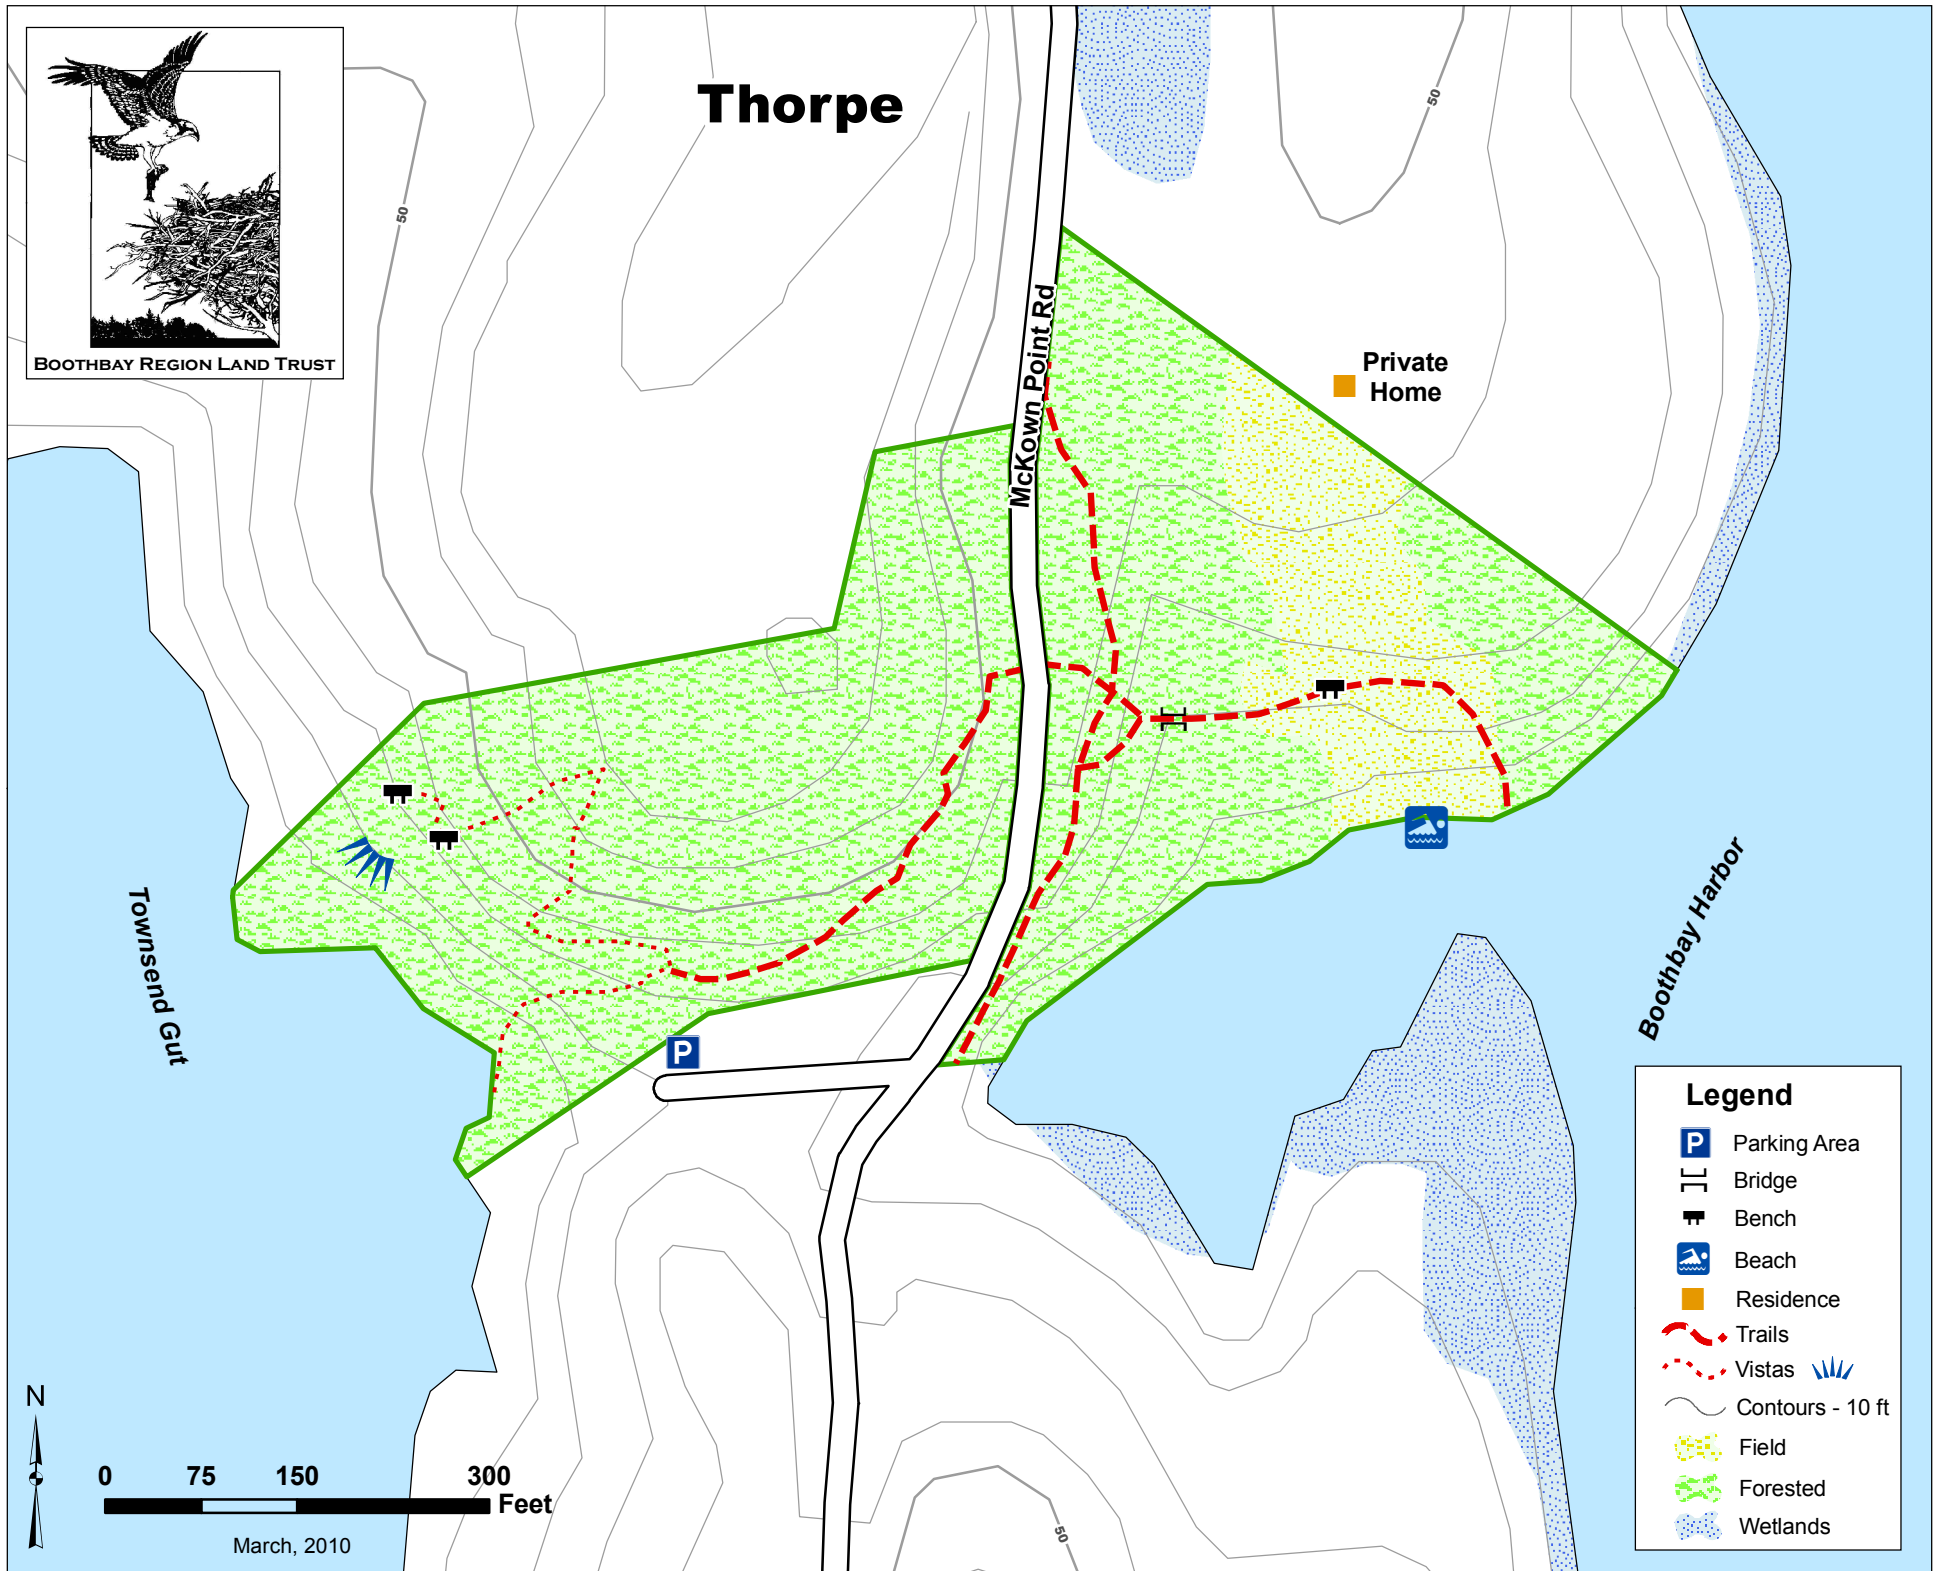 Thorpe
BOOTHBAY REGION LAND TRUST
50
50
McKown Point Rd
Private
Home
P
Townsend Gut
Boothbay Harbor
N
0 75 150 300
Feet
March, 2010
50
Legend
P Parking Area
Bridge
Bench
Beach
Residence
Trails
Vistas
Contours - 10 ft
Field
Forested
Wetlands